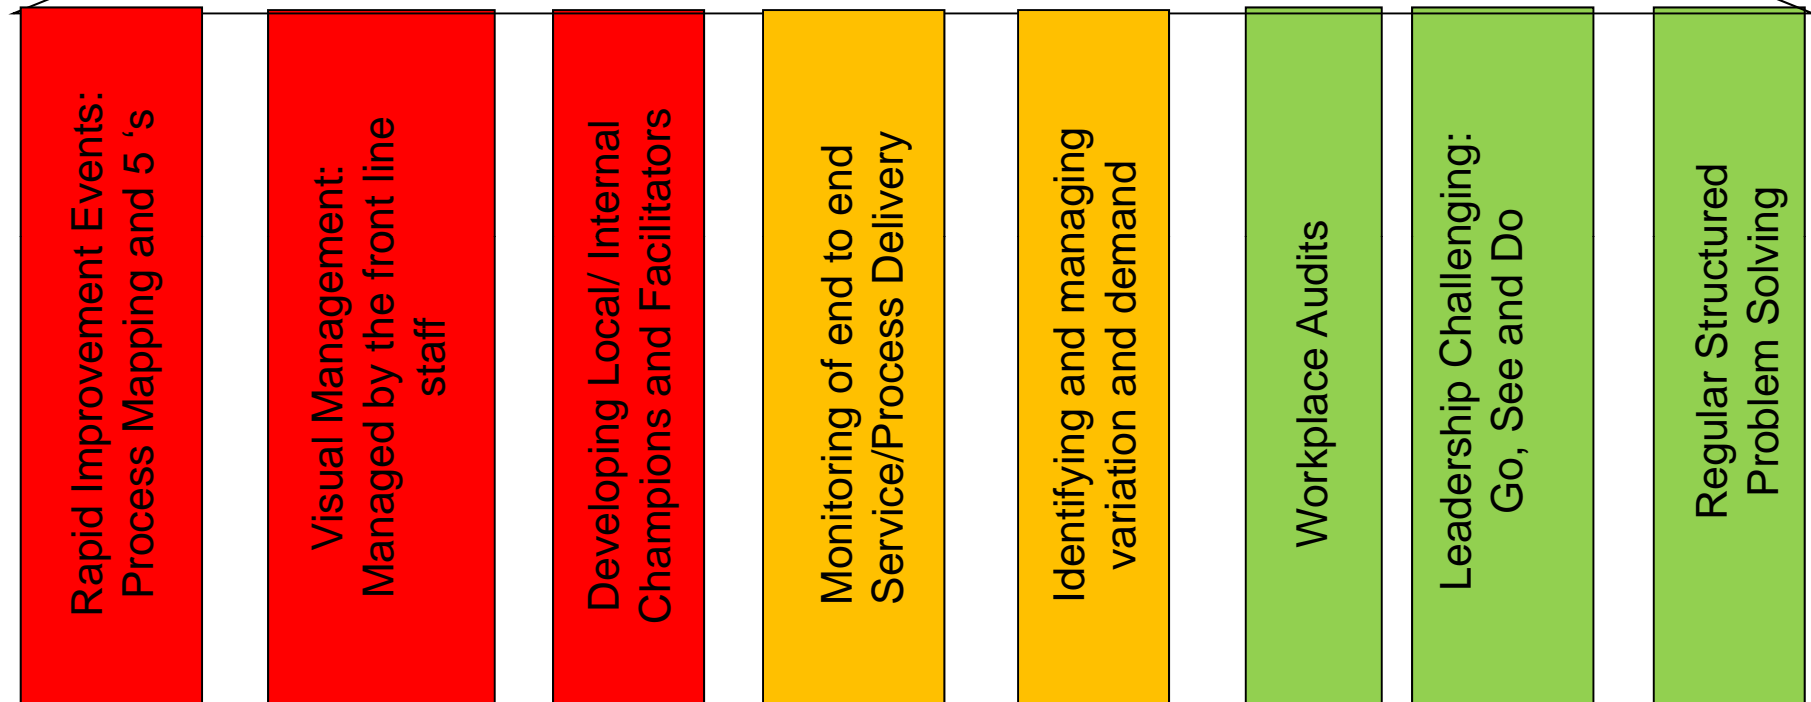 Rapid Improvement Events:
Process Mapping and 5 ‘s
Visual Management:
Managed by the front line
staff
Developing Local/ Internal
Champions and Facilitators
Monitoring of end to end
Service/Process Delivery
Identifying and managing
variation and demand
Workplace Audits
Leadership Challenging:
Go, See and Do
Regular Structured
Problem Solving